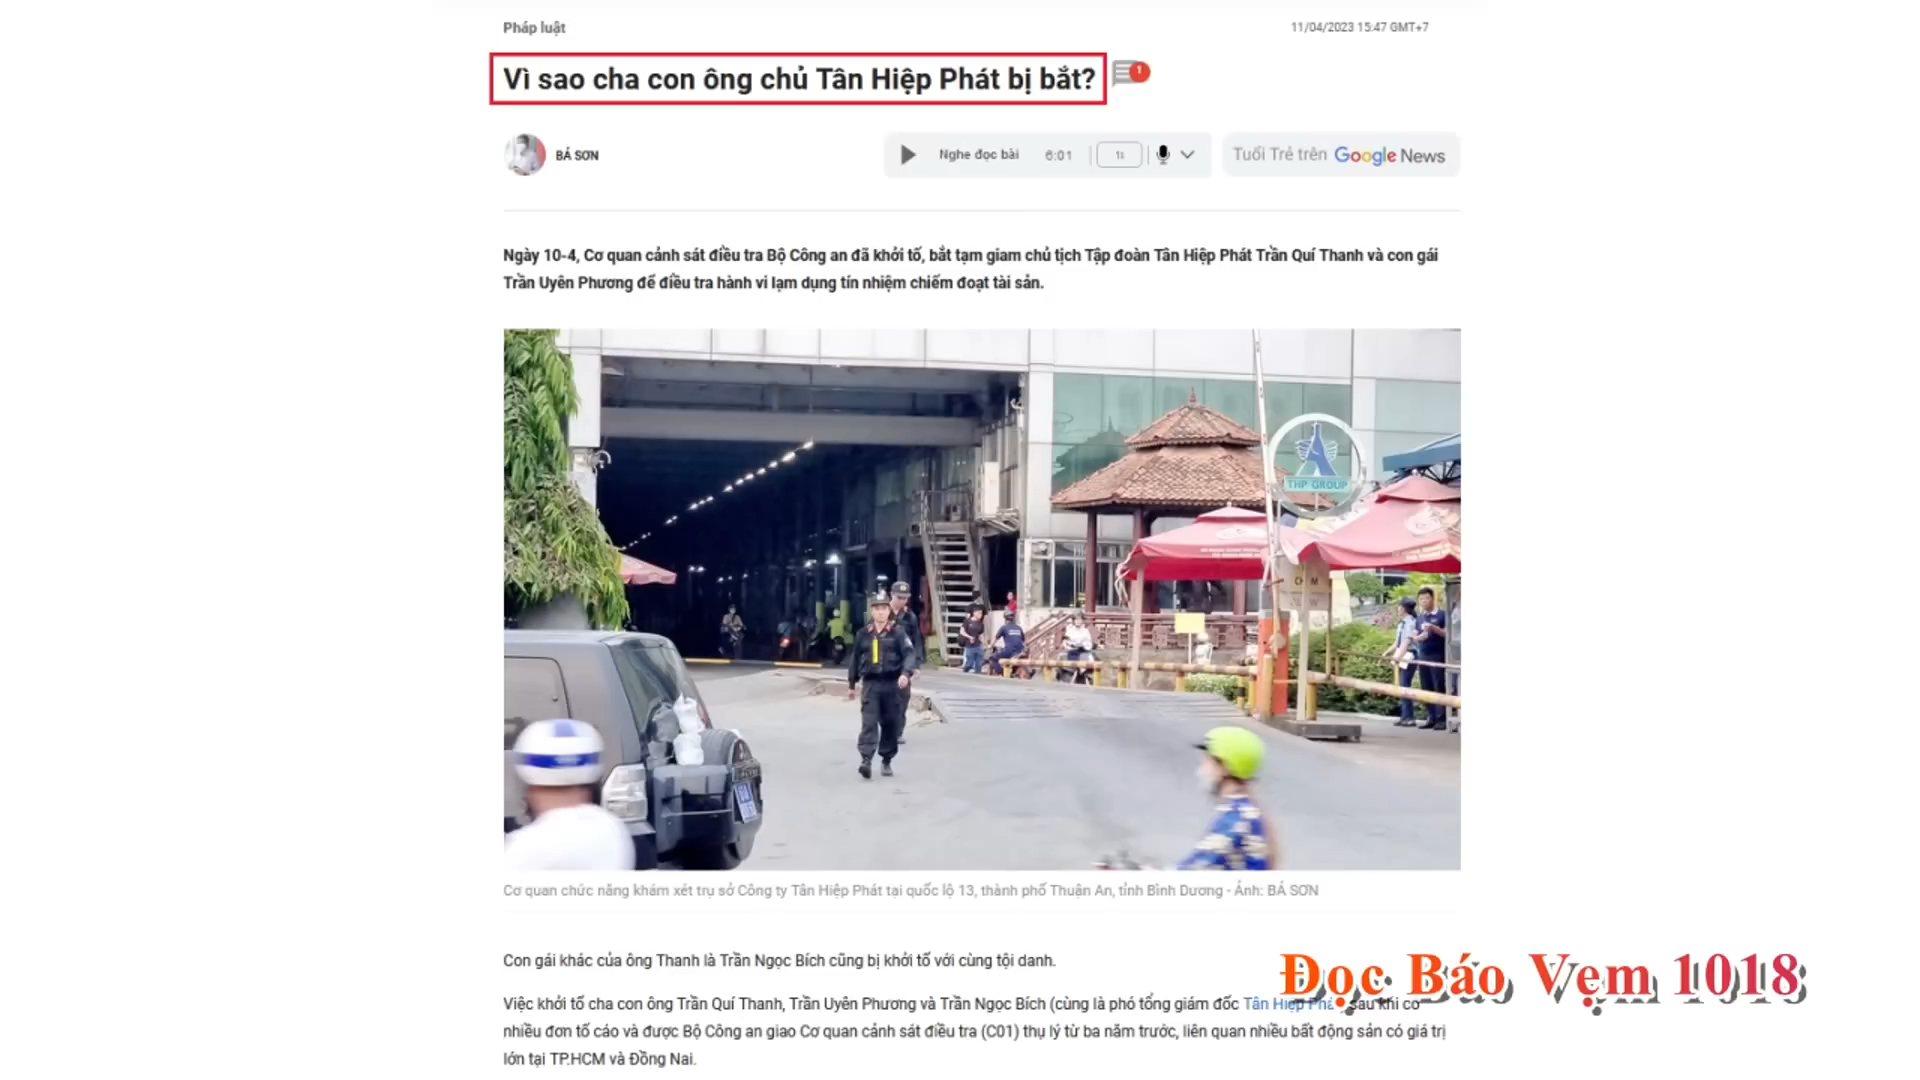 Pháp luật
11/04/2023 15:47 GMT+7
Vì sao cha con ông chủ Tân Hiệp Phát bị bắt?
1
BÁ SƠN
Nghe đọc bài 6:01
Tuổi Trẻ trên Google News
Ngày 10-4, Cơ quan cảnh sát điều tra Bộ Công an đã khởi tố, bắt tạm giam chủ tịch Tập đoàn Tân Hiệp Phát Trần Quí Thanh và con gái
Trần Uyên Phương để điều tra hành vi lạm dụng tín nhiệm chiếm đoạt tài sản.
THP GROUP
Cơ quan chức năng khám xét trụ sở Công ty Tân Hiệp Phát tại quốc lộ 13, thành phố Thuận An, tỉnh Bình Dương - Ảnh: BÁ SƠN
Con gái khác của ông Thanh là Trần Ngọc Bích cũng bị khởi tố với cùng tội danh.
Đọc Báo Vẹm 1018
Việc khởi tố cha con ông Trần Quí Thanh, Trần Uyên Phương và Trần Ngọc Bích (cùng là phó tổng giám đốc Tân Hiệp Phá sau khi có
nhiều đơn tố cáo và được Bộ Công an giao Cơ quan cảnh sát điều tra (C01) thụ lý từ ba năm trước, liên quan nhiều bất động sản có giá trị
lớn tại TP.HCM và Đồng Nai.